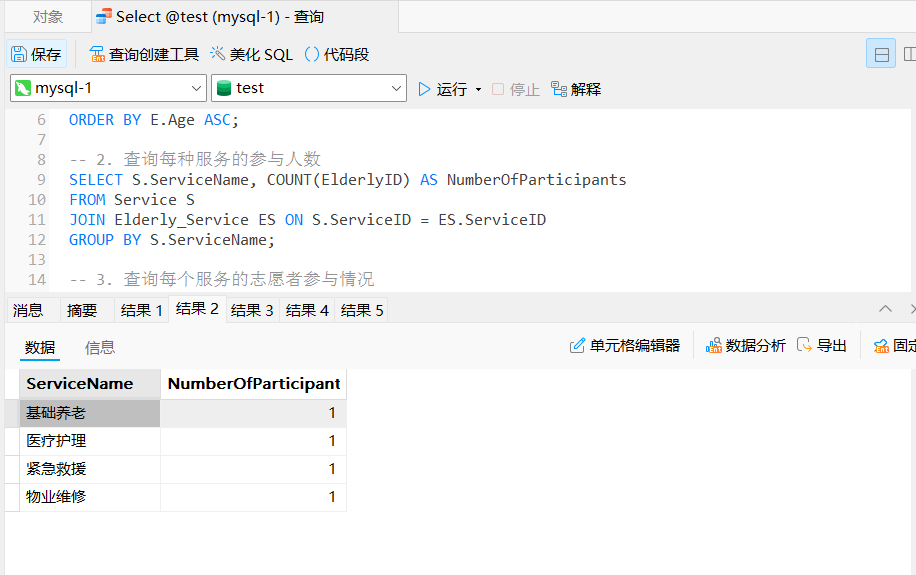 对象 Select @test (mysql-1) - 查询
保存 查询创建工具 美化 SQL () 代码段
mysql-1 test 运行 停止 解释
6 ORDER BY E.Age ASC;
7
8 -- 2. 查询每种服务的参与人数
9 SELECT S.ServiceName, COUNT(ElderlyID) AS NumberOfParticipants
10 FROM Service S
11 JOIN Elderly_Service ES ON S.ServiceID = ES.ServiceID
12 GROUP BY S.ServiceName;
13
14 -- 3. 查询每个服务的志愿者参与情况
消息 摘要 结果 1 结果 2 结果 3 结果 4 结果 5
数据 信息 单元格编辑器 数据分析 导出 固定
ServiceName NumberOfParticipant
基础养老 1
医疗护理 1
紧急救援 1
物业维修 1